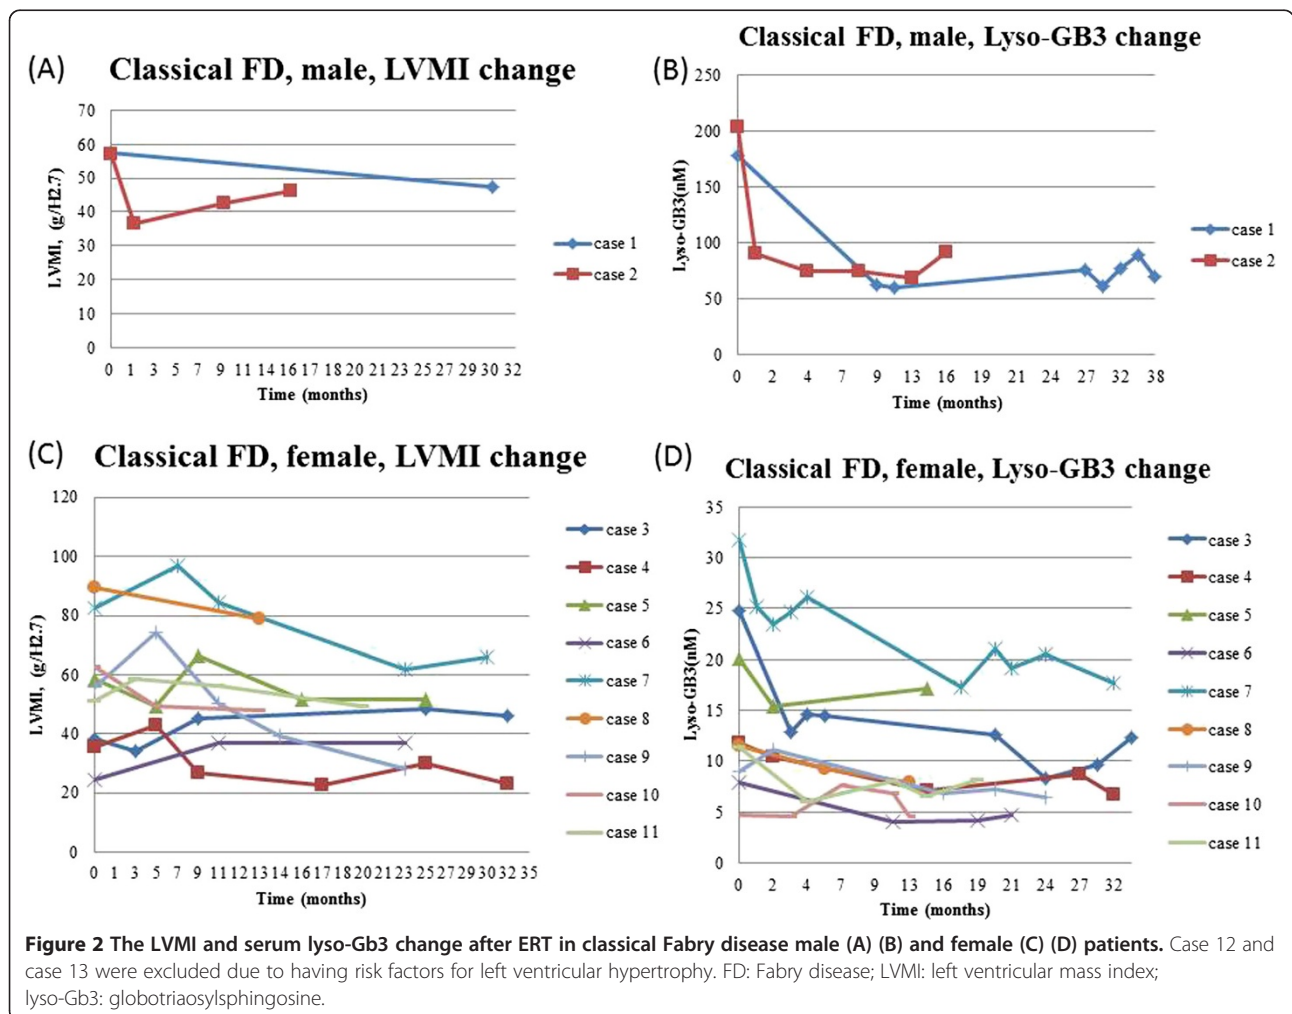 (A) Classical FD, male, LVMI change
70
60
50
40
30
20
10
0
LVMI, (g/H2.7)
0 1 3 5 7 9 11 14 16 18 20 21 23 25 27 30 32
Time (months)
case 1
case 2
(B) Classical FD, male, Lyso-GB3 change
250
200
150
100
50
0
Lyso-GB3(nM)
0 2 4 7 9 13 16 19 21 24 27 32 38
Time (months)
case 1
case 2
(C) Classical FD, female, LVMI change
120
100
80
60
40
20
0
LVMI, (g/H2.7)
0 1 3 5 7 9 11 14 16 18 20 21 23 25 27 30 32 35
Time (months)
case 3
case 4
case 5
case 6
case 7
case 8
case 9
case 10
case 11
(D) Classical FD, female, Lyso-GB3 change
35
30
25
20
15
10
5
0
Lyso-GB3(nM)
0 2 4 7 9 13 16 19 21 24 27 32
Time (months)
case 3
case 4
case 5
case 6
case 7
case 8
case 9
case 10
case 11
Figure 2 The LVMI and serum lyso-Gb3 change after ERT in classical Fabry disease male (A) (B) and female (C) (D) patients. Case 12 and
case 13 were excluded due to having risk factors for left ventricular hypertrophy. FD: Fabry disease; LVMI: left ventricular mass index;
lyso-Gb3: globotriaosylsphingosine.